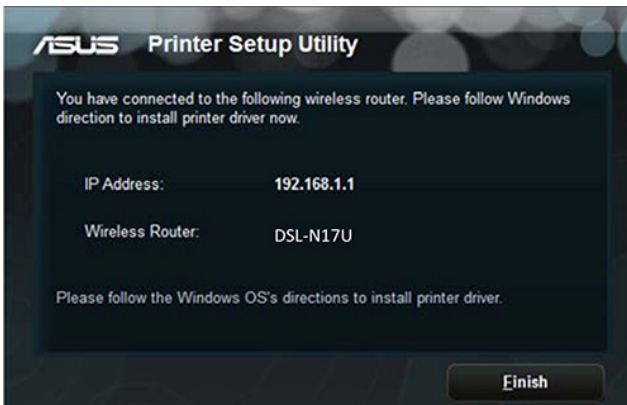 ASUS Printer Setup Utility
You have connected to the following wireless router. Please follow Windows
direction to install printer driver now.
IP Address: 192.168.1.1
Wireless Router: DSL-N17U
Please follow the Windows OS's directions to install printer driver.
Finish